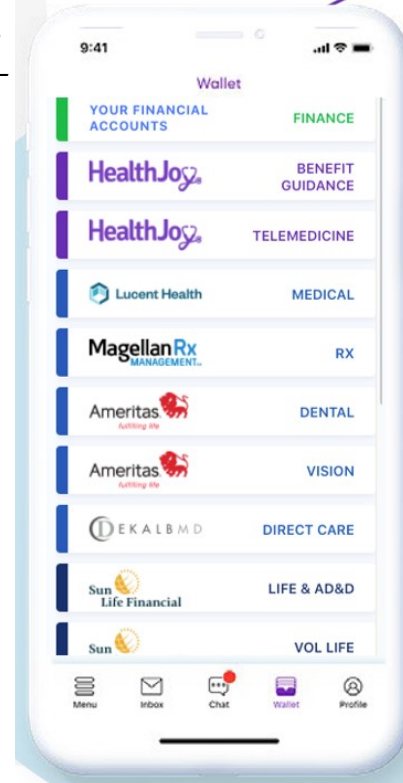 9:41
Wallet
YOUR FINANCIAL
ACCOUNTS
FINANCE
HealthJoy®
BENEFIT
GUIDANCE
HealthJoy®
TELEMEDICINE
Lucent Health
MEDICAL
MagellanRx
MANAGEMENT
RX
Ameritas
fulfilling life
DENTAL
Ameritas
fulfilling life
VISION
DEKALBMD
DIRECT CARE
Sun
Life Financial
LIFE & AD&D
Sun
VOL LIFE
Menu
Inbox
Chat
Wallet
Profile